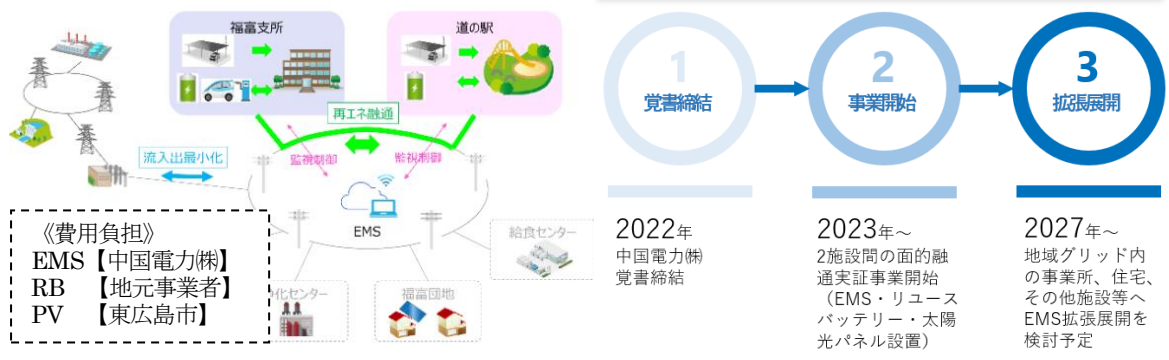 福富支所
道の駅
再エネ融通
監視制御
監視制御
流入出最小化
EMS
給食センター
浄化センター
福富団地
《費用負担》
EMS【中国電力㈱】
RB 【地元事業者】
PV 【東広島市】
1
覚書締結
2
事業開始
3
拡張展開
2022年
中国電力㈱
覚書締結
2023年~
2施設間の面的融
通実証事業開始
(EMS・リユース
バッテリー・太陽
光パネル設置)
2027年~
地域グリッド内
の事業所、住宅、
その他施設等へ
EMS拡張展開を
検討予定